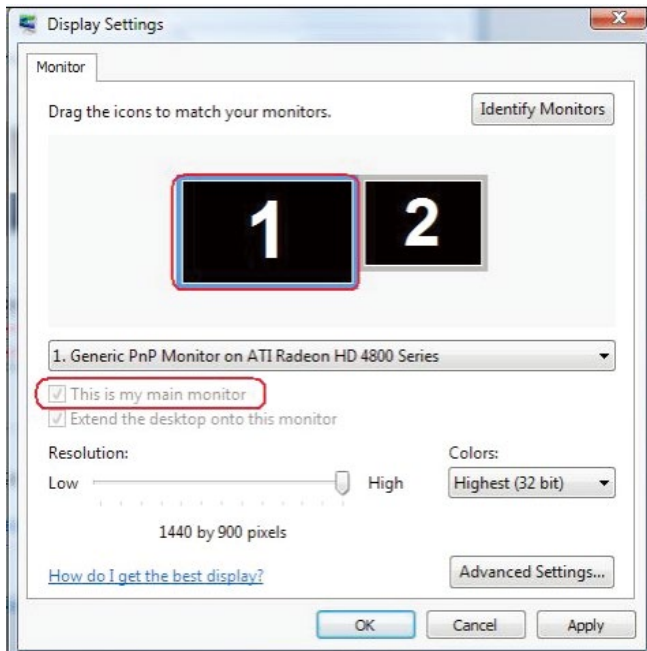 Display Settings
Monitor
Drag the icons to match your monitors.
Identify Monitors
1
2
1. Generic PnP Monitor on ATI Radeon HD 4800 Series
This is my main monitor
Extend the desktop onto this monitor
Resolution:
Colors:
Low
High
Highest (32 bit)
1440 by 900 pixels
How do I get the best display?
Advanced Settings...
OK
Cancel
Apply